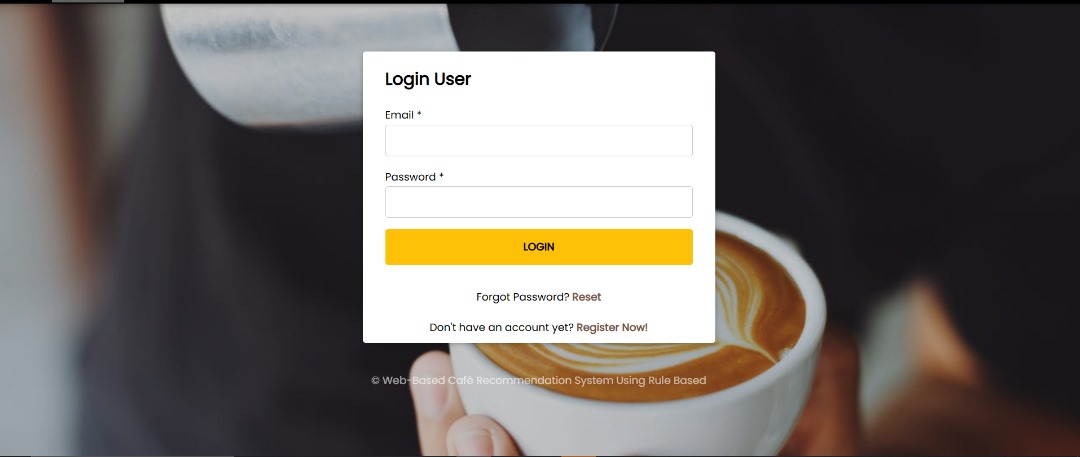 Login User
Email *
Password *
LOGIN
Forgot Password? Reset
Don't have an account yet? Register Now!
© Web-Based Café Recommendation System Using Rule Based